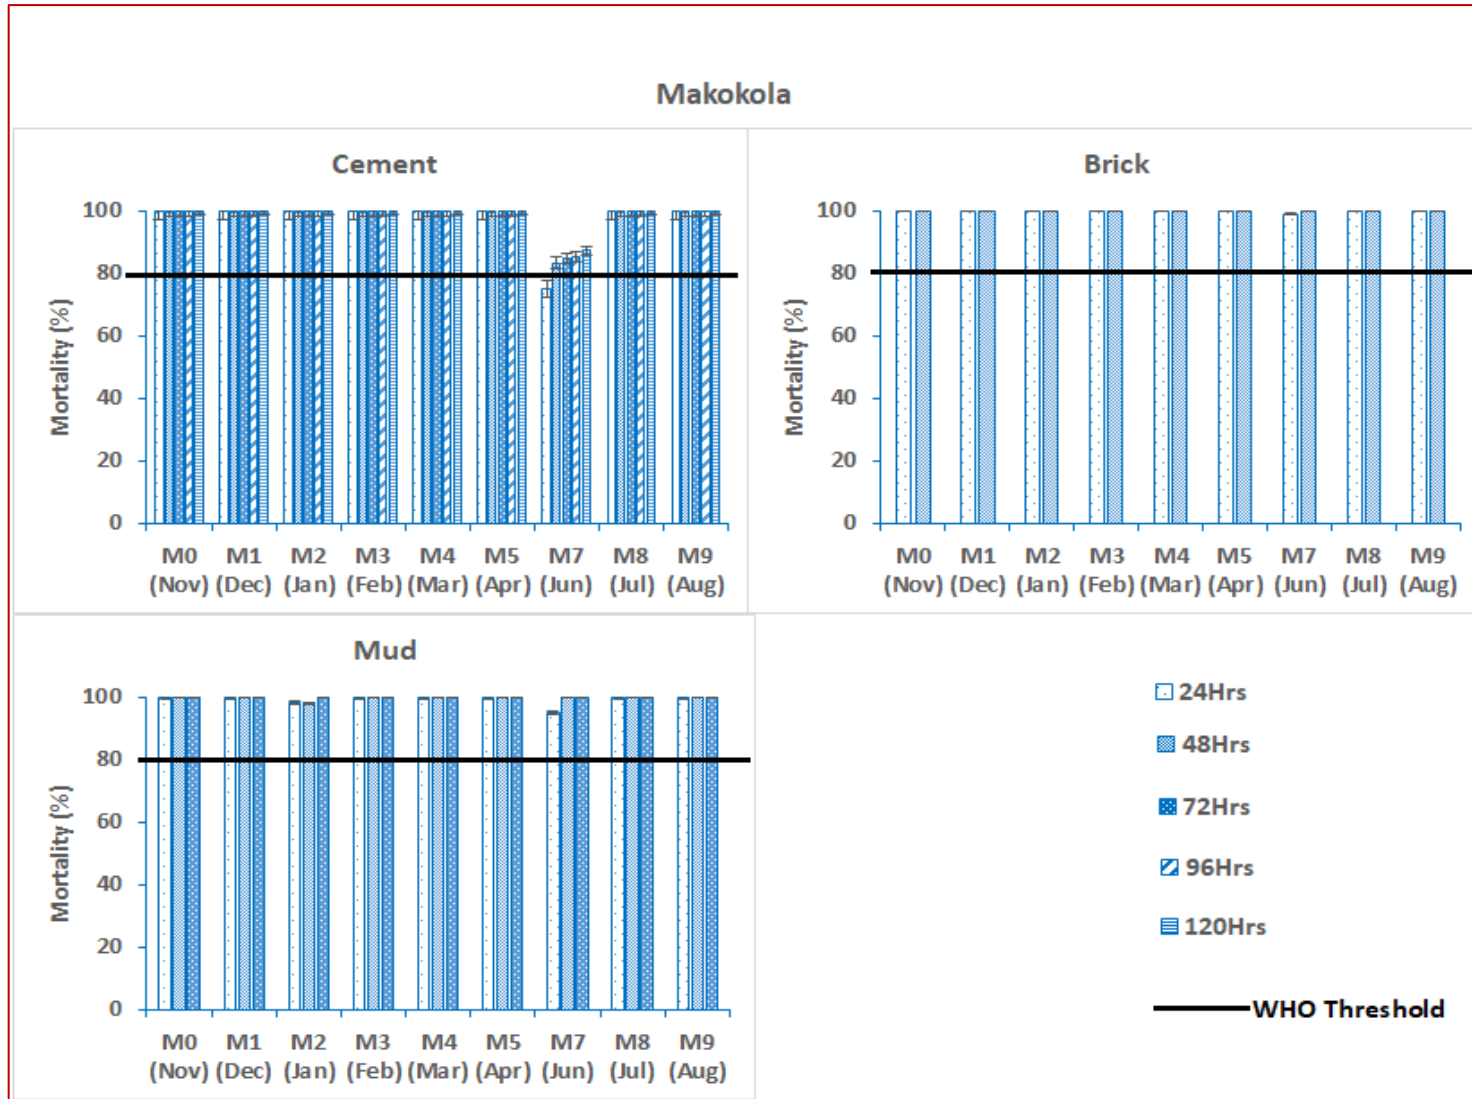 Makokola
Cement
Mortality (%)
100
80
60
40
20
0
M0 M1 M2 M3 M4 M5 M7 M8 M9
(Nov) (Dec) (Jan) (Feb) (Mar) (Apr) (Jun) (Jul) (Aug)
Brick
Mortality (%)
100
80
60
40
20
0
M0 M1 M2 M3 M4 M5 M7 M8 M9
(Nov) (Dec) (Jan) (Feb) (Mar) (Apr) (Jun) (Jul) (Aug)
Mud
Mortality (%)
100
80
60
40
20
0
M0 M1 M2 M3 M4 M5 M7 M8 M9
(Nov) (Dec) (Jan) (Feb) (Mar) (Apr) (Jun) (Jul) (Aug)
24Hrs
48Hrs
72Hrs
96Hrs
120Hrs
WHO Threshold